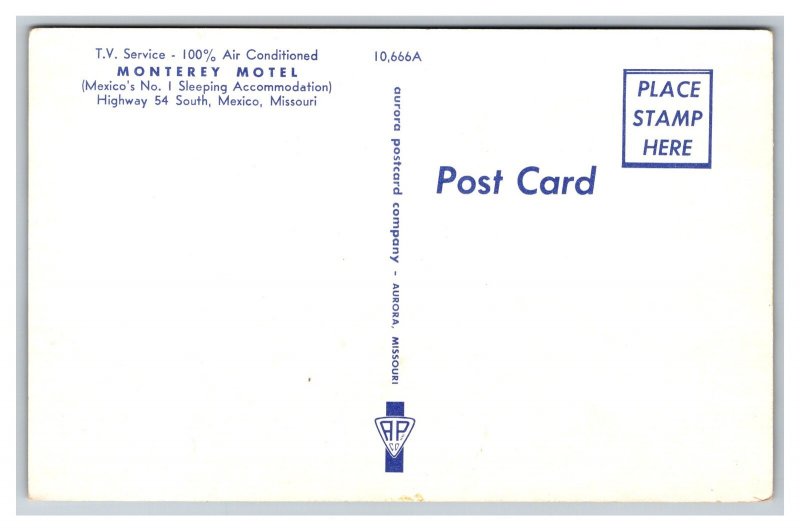 T.V. Service - 100% Air Conditioned
MONTEREY MOTEL
(Mexico's No. 1 Sleeping Accommodation)
Highway 54 South, Mexico, Missouri
10,666A
aurora postcard company - AURORA, MISSOURI
APC
CO
Post Card
PLACE
STAMP
HERE